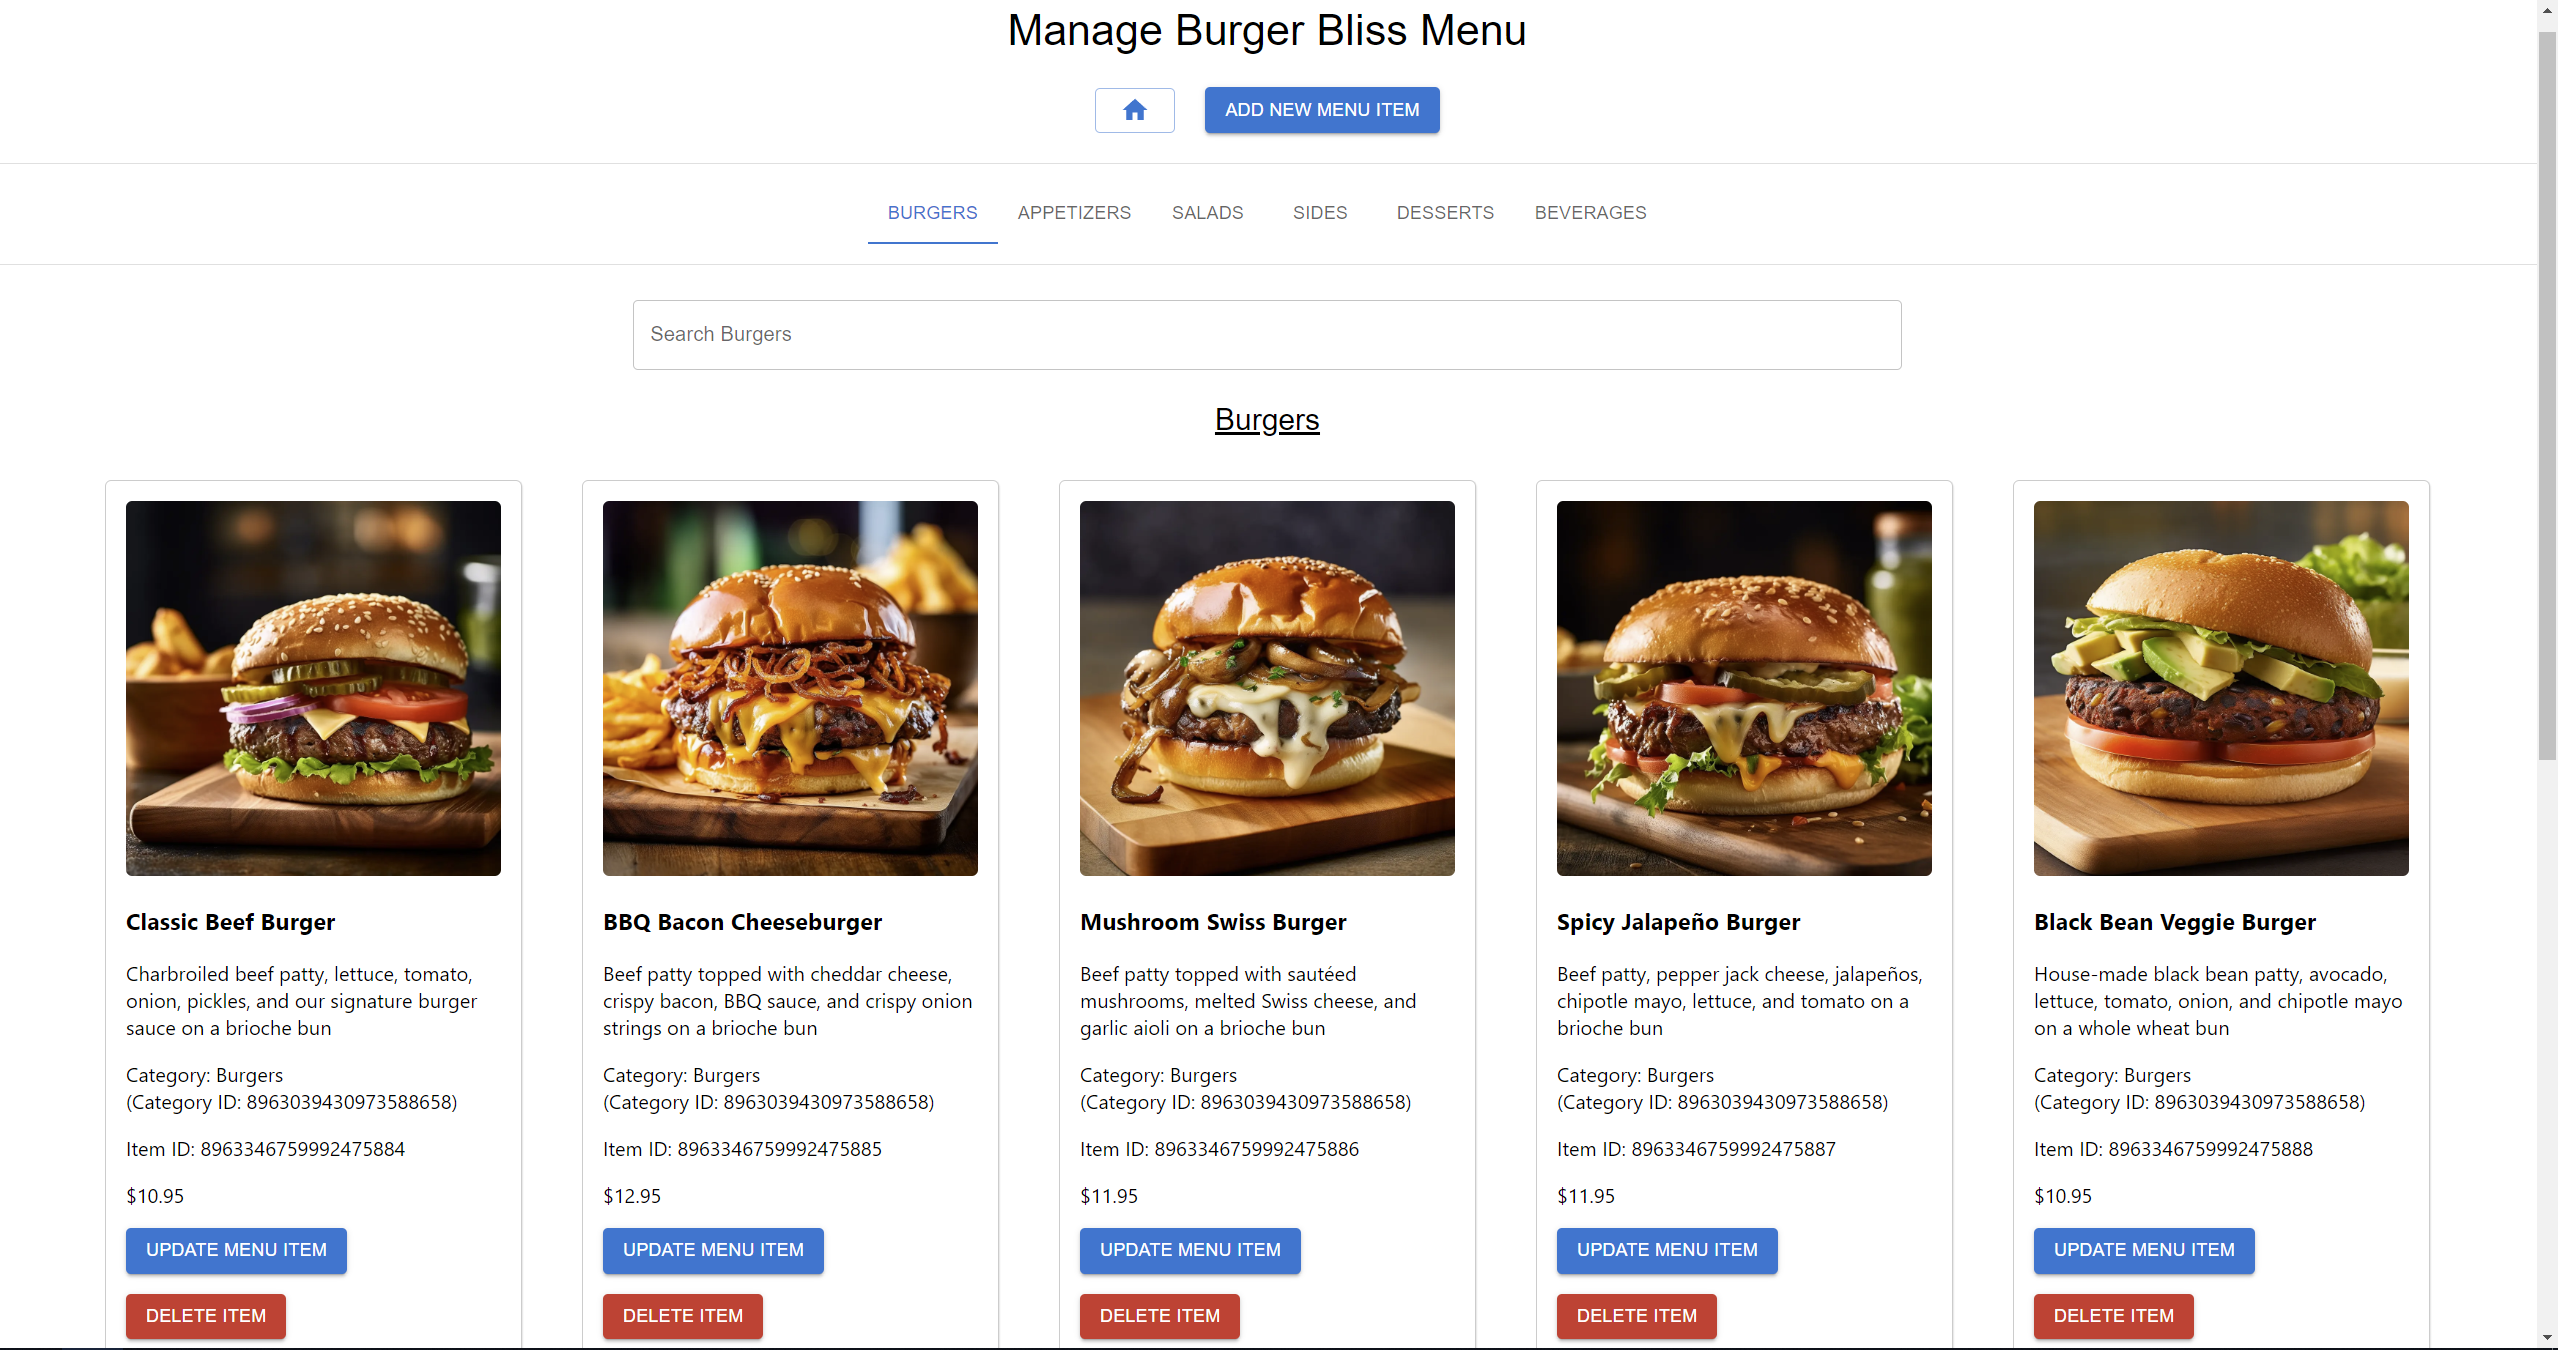 Manage Burger Bliss Menu
ADD NEW MENU ITEM
BURGERS APPETIZERS SALADS SIDES DESSERTS BEVERAGES
Search Burgers
Burgers
Classic Beef Burger
Charbroiled beef patty, lettuce, tomato,
onion, pickles, and our signature burger
sauce on a brioche bun
Category: Burgers
(Category ID: 8963039430973588658)
Item ID: 8963346759992475884
$10.95
UPDATE MENU ITEM
DELETE ITEM
BBQ Bacon Cheeseburger
Beef patty topped with cheddar cheese,
crispy bacon, BBQ sauce, and crispy onion
strings on a brioche bun
Category: Burgers
(Category ID: 8963039430973588658)
Item ID: 8963346759992475885
$12.95
UPDATE MENU ITEM
DELETE ITEM
Mushroom Swiss Burger
Beef patty topped with sautéed
mushrooms, melted Swiss cheese, and
garlic aioli on a brioche bun
Category: Burgers
(Category ID: 8963039430973588658)
Item ID: 8963346759992475886
$11.95
UPDATE MENU ITEM
DELETE ITEM
Spicy Jalapeño Burger
Beef patty, pepper jack cheese, jalapeños,
chipotle mayo, lettuce, and tomato on a
brioche bun
Category: Burgers
(Category ID: 8963039430973588658)
Item ID: 8963346759992475887
$11.95
UPDATE MENU ITEM
DELETE ITEM
Black Bean Veggie Burger
House-made black bean patty, avocado,
lettuce, tomato, onion, and chipotle mayo
on a whole wheat bun
Category: Burgers
(Category ID: 8963039430973588658)
Item ID: 8963346759992475888
$10.95
UPDATE MENU ITEM
DELETE ITEM